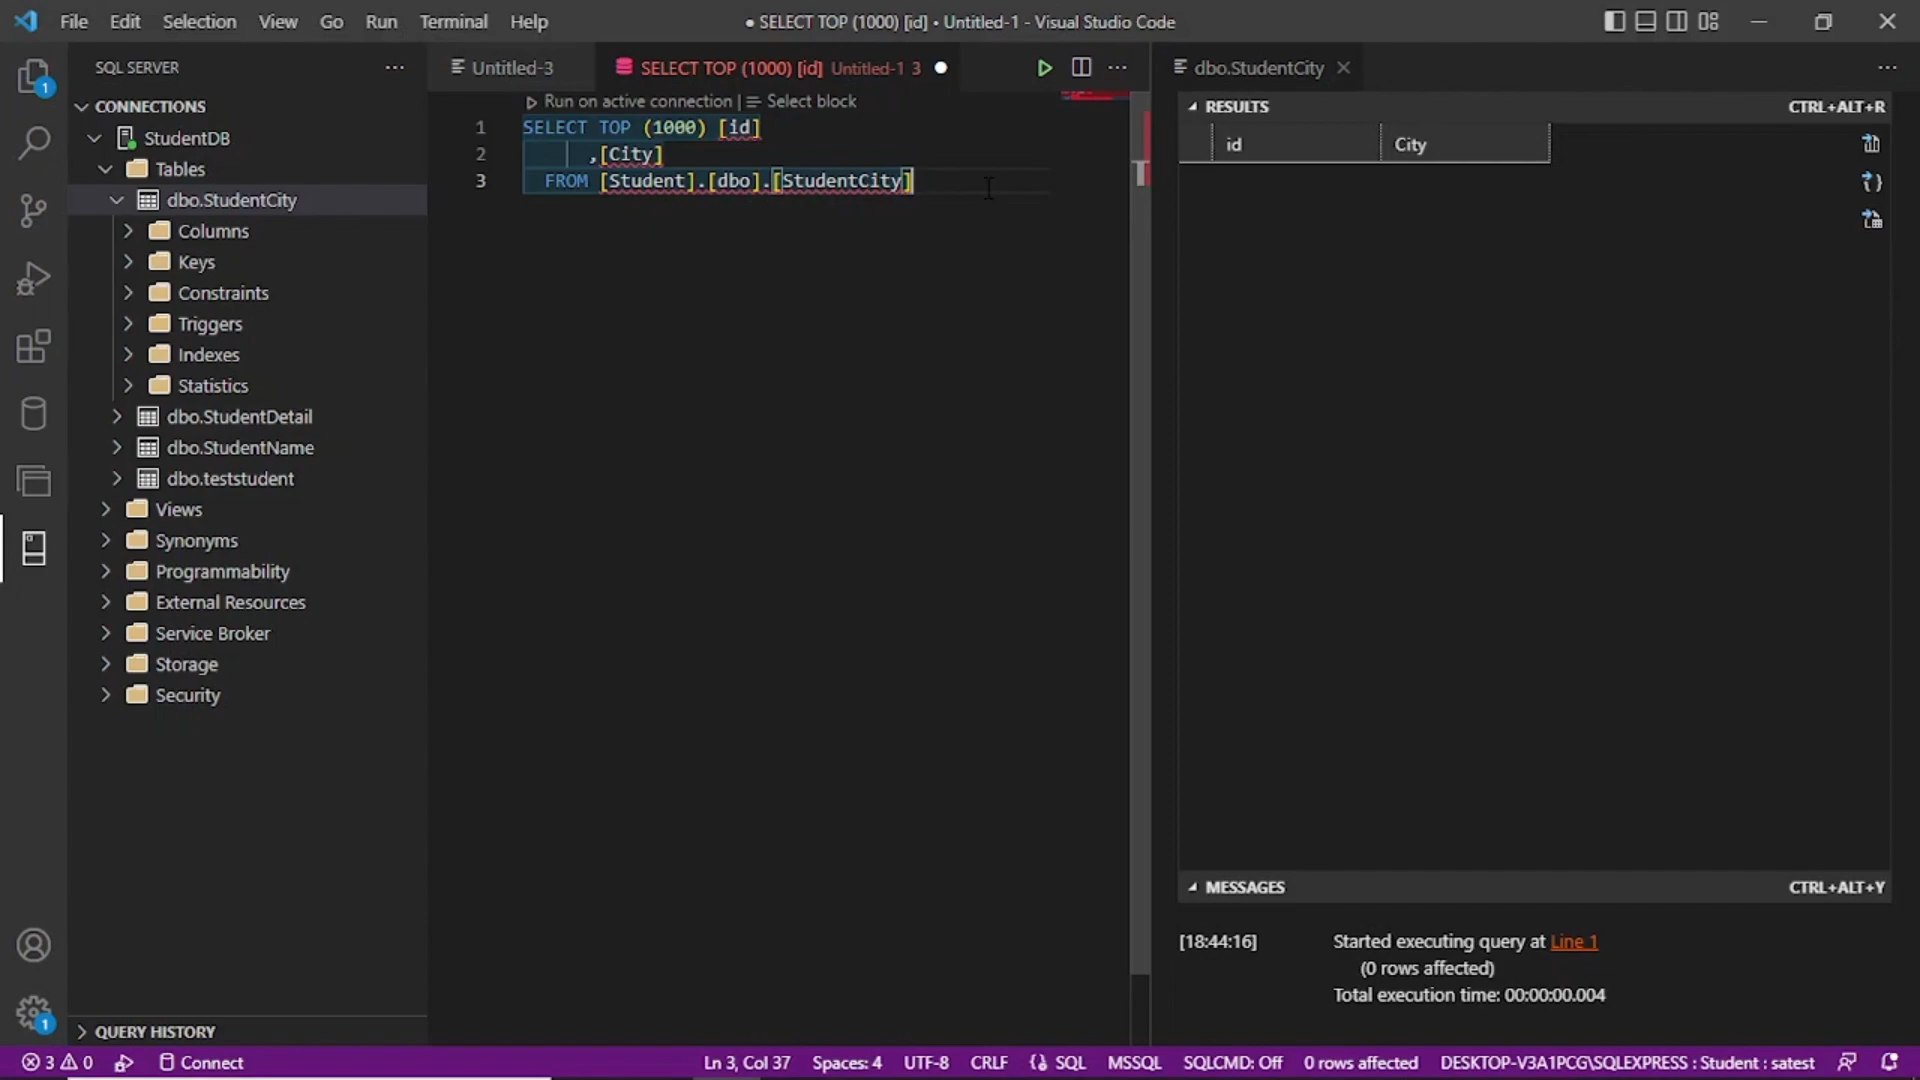 File Edit Selection View Go Run Terminal Help
● SELECT TOP (1000) [id] • Untitled-1 - Visual Studio Code
SQL SERVER ···
CONNECTIONS
StudentDB
Tables
dbo.StudentCity
Columns
Keys
Constraints
Triggers
Indexes
Statistics
dbo.StudentDetail
dbo.StudentName
dbo.teststudent
Views
Synonyms
Programmability
External Resources
Service Broker
Storage
Security
QUERY HISTORY
1
1
Untitled-3
SELECT TOP (1000) [id] Untitled-1 3
Run on active connection | Select block
1 SELECT TOP (1000) [id]
2 ,[City]
3 FROM [Student].[dbo].[StudentCity]
dbo.StudentCity
RESULTS CTRL+ALT+R
id City
MESSAGES CTRL+ALT+Y
[18:44:16] Started executing query at Line 1
(0 rows affected)
Total execution time: 00:00:00.004
3 0 Connect Ln 3, Col 37 Spaces: 4 UTF-8 CRLF SQL MSSQL SQLCMD: Off 0 rows affected DESKTOP-V3A1PCG\SQLEXPRESS : Student : satest